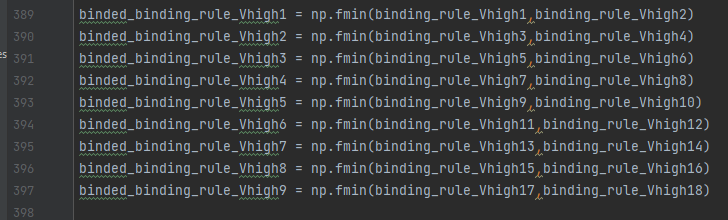 389 binded_binding_rule_Vhigh1 = np.fmin(binding_rule_Vhigh1,binding_rule_Vhigh2)
390 binded_binding_rule_Vhigh2 = np.fmin(binding_rule_Vhigh3,binding_rule_Vhigh4)
es
391 binded_binding_rule_Vhigh3 = np.fmin(binding_rule_Vhigh5,binding_rule_Vhigh6)
392 binded_binding_rule_Vhigh4 = np.fmin(binding_rule_Vhigh7,binding_rule_Vhigh8)
393 binded_binding_rule_Vhigh5 = np.fmin(binding_rule_Vhigh9,binding_rule_Vhigh10)
394 binded_binding_rule_Vhigh6 = np.fmin(binding_rule_Vhigh11,binding_rule_Vhigh12)
395 binded_binding_rule_Vhigh7 = np.fmin(binding_rule_Vhigh13,binding_rule_Vhigh14)
396 binded_binding_rule_Vhigh8 = np.fmin(binding_rule_Vhigh15,binding_rule_Vhigh16)
397 binded_binding_rule_Vhigh9 = np.fmin(binding_rule_Vhigh17,binding_rule_Vhigh18)
398